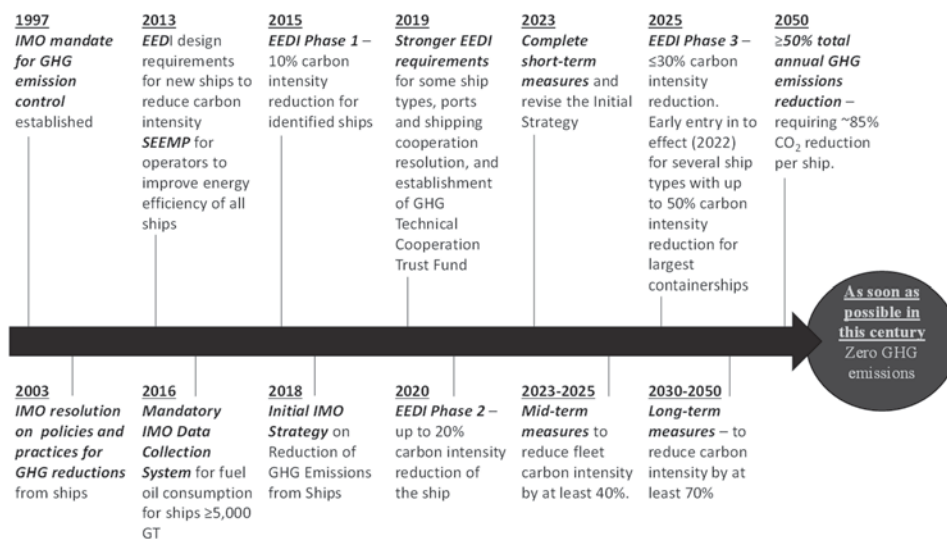 1997
IMO mandate
for GHG
emission
control
established
2013
EEDI design
requirements
for new ships to
reduce carbon
intensity
SEEMP for
operators to
improve energy
efficiency of all
ships
2015
EEDI Phase 1 –
10% carbon
intensity
reduction for
identified ships
2019
Stronger EEDI
requirements
for some ship
types, ports
and shipping
cooperation
resolution, and
establishment
of GHG
Technical
Cooperation
Trust Fund
2023
Complete
short-term
measures and
revise the Initial
Strategy
2025
EEDI Phase 3 –
≤30% carbon
intensity
reduction.
Early entry in to
effect (2022)
for several ship
types with up
to 50% carbon
intensity
reduction for
largest
containerships
2050
≥50% total
annual GHG
emissions
reduction –
requiring ~85%
CO₂ reduction
per ship.
As soon as
possible in
this century
Zero GHG
emissions
2003
IMO resolution
on policies and
practices for
GHG reductions
from ships
2016
Mandatory
IMO Data
Collection
System for fuel
oil consumption
for ships ≥5,000
GT
2018
Initial IMO
Strategy on
Reduction of
GHG Emissions
from Ships
2020
EEDI Phase 2 –
up to 20%
carbon intensity
reduction of
the ship
2023-2025
Mid-term
measures to
reduce fleet
carbon intensity
by at least 40%.
2030-2050
Long-term
measures – to
reduce carbon
intensity by at
least 70%